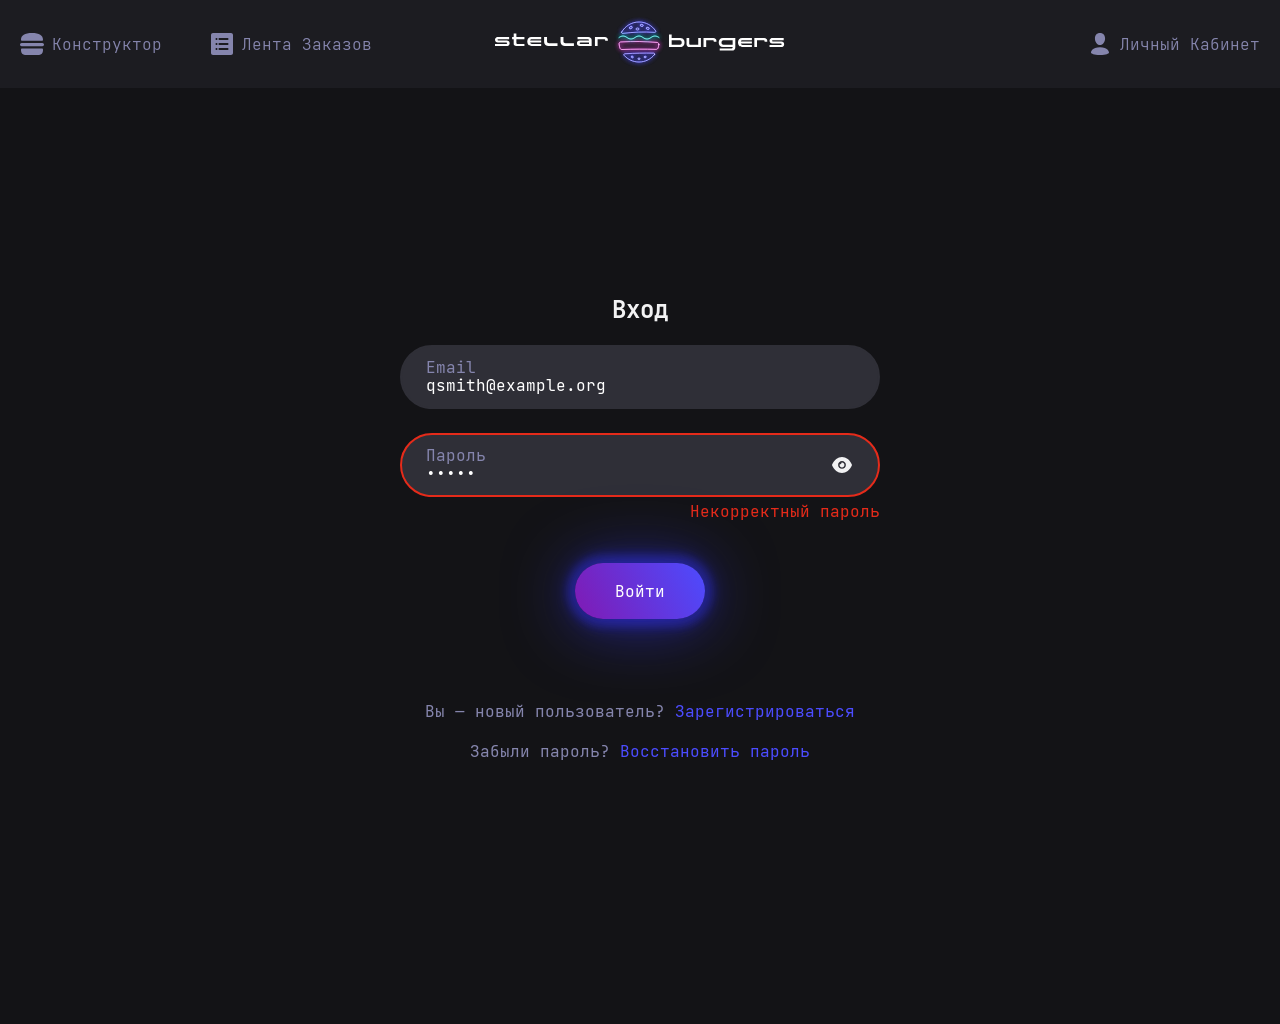 Конструктор
Лента Заказов
stellar burgers
Личный Кабинет
Вход
Email
qsmith@example.org
Пароль
•••••
Некорректный пароль
Войти
Вы — новый пользователь? Зарегистрироваться
Забыли пароль? Восстановить пароль